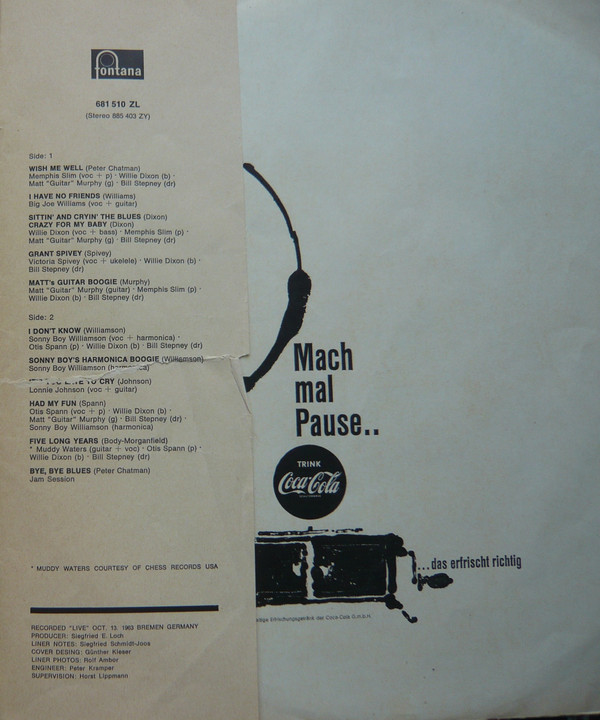 fontana
681 510 ZL
(Stereo 885 403 ZY)
Side: 1
WISH ME WELL (Peter Chatman)
Memphis Slim (voc + p) · Willie Dixon (b) ·
Matt "Guitar" Murphy (g) · Bill Stepney (dr)
I HAVE NO FRIENDS (Williams)
Big Joe Williams (voc + guitar)
SITTIN' AND CRYIN' THE BLUES (Dixon)
CRAZY FOR MY BABY (Dixon)
Willie Dixon (voc + bass) · Memphis Slim (p) ·
Matt "Guitar" Murphy (g) · Bill Stepney (dr)
GRANT SPIVEY (Spivey)
Victoria Spivey (voc + ukelele) · Willie Dixon (b) ·
Bill Stepney (dr)
MATT's GUITAR BOOGIE (Murphy)
Matt "Guitar" Murphy (guitar) · Memphis Slim (p) ·
Willie Dixon (b) · Bill Stepney (dr)
Side: 2
I DON'T KNOW (Williamson)
Sonny Boy Williamson (voc + harmonica) ·
Otis Spann (p) · Willie Dixon (b) · Bill Stepney (dr)
SONNY BOY'S HARMONICA BOOGIE (Williamson)
Sonny Boy Williamson (harmonica)
TO CRY (Johnson)
Lonnie Johnson (voc + guitar)
HAD MY FUN (Spann)
Otis Spann (voc + p) · Willie Dixon (b) ·
Matt "Guitar" Murphy (g) · Bill Stepney (dr) ·
Sonny Boy Williamson (harmonica)
FIVE LONG YEARS (Body-Morganfield)
* Muddy Waters (guitar + voc) · Otis Spann (p) ·
Willie Dixon (b) · Bill Stepney (dr)
BYE, BYE BLUES (Peter Chatman)
Jam Session
* MUDDY WATERS COURTESY OF CHESS RECORDS USA
RECORDED "LIVE" OCT. 13. 1963 BREMEN GERMANY
PRODUCER: Siegfried E. Loch
LINER NOTES: Siegfried Schmidt-Joos
COVER DESING: Günther Kieser
LINER PHOTOS: Rolf Ambor
ENGINEER: Peter Kramper
SUPERVISION: Horst Lippmann
Mach
mal
Pause..
TRINK
Coca-Cola
...das erfrischt richtig
Erfrischungsgetränk der Coca-Cola G.m.b.H.